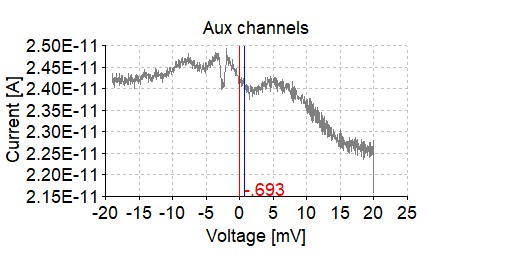 Aux channels
Current [A]
2.50E-11
2.45E-11
2.40E-11
2.35E-11
2.30E-11
2.25E-11
2.20E-11
2.15E-11
-.693
-20 -15 -10 -5 0 5 10 15 20 25
Voltage [mV]